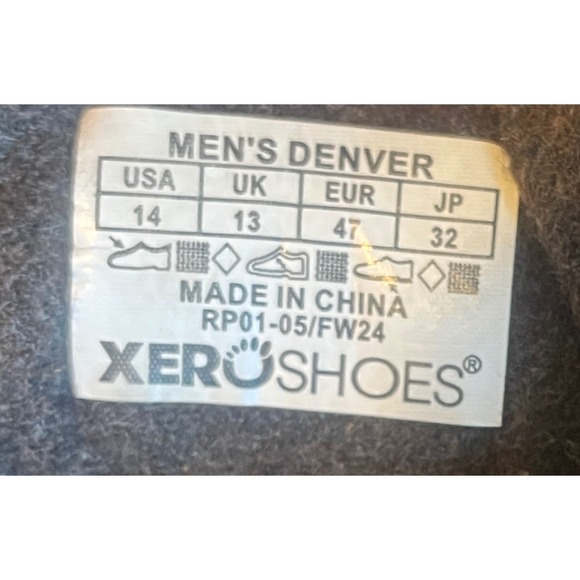 MEN'S DENVER
USA UK EUR JP
14 13 47 32
MADE IN CHINA
RP01-05/FW24
XEROSHOES®